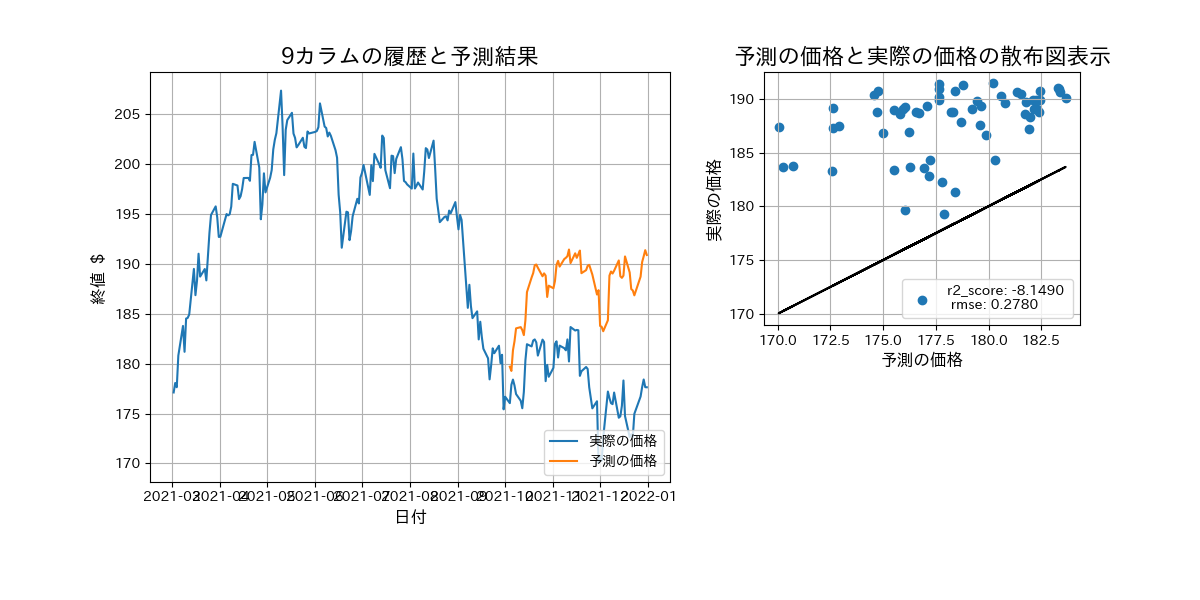 9カラムの履歴と予測結果
205
200
195
190
185
180
175
170
終値 $
2021-03 2021-04 2021-05 2021-06 2021-07 2021-08 2021-09 2021-10 2021-11 2021-12 2022-01
日付
実際の価格
予測の価格
予測の価格と実際の価格の散布図表示
190
185
180
175
170
実際の価格
170.0 172.5 175.0 177.5 180.0 182.5
予測の価格
r2_score: -8.1490
rmse: 0.2780